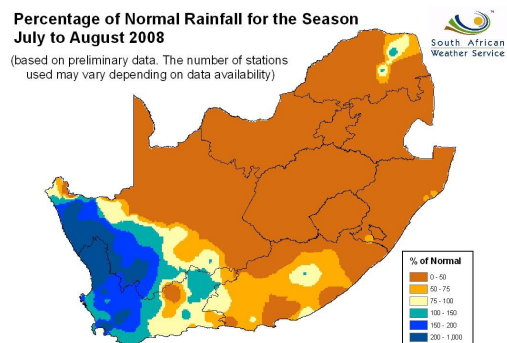 Percentage of Normal Rainfall for the Season
July to August 2008
(based on preliminary data. The number of stations
used may vary depending on data availability)
South African
Weather Service
% of Normal
0 - 50
50 - 75
75 - 100
100 - 150
150 - 200
200 - 1,000